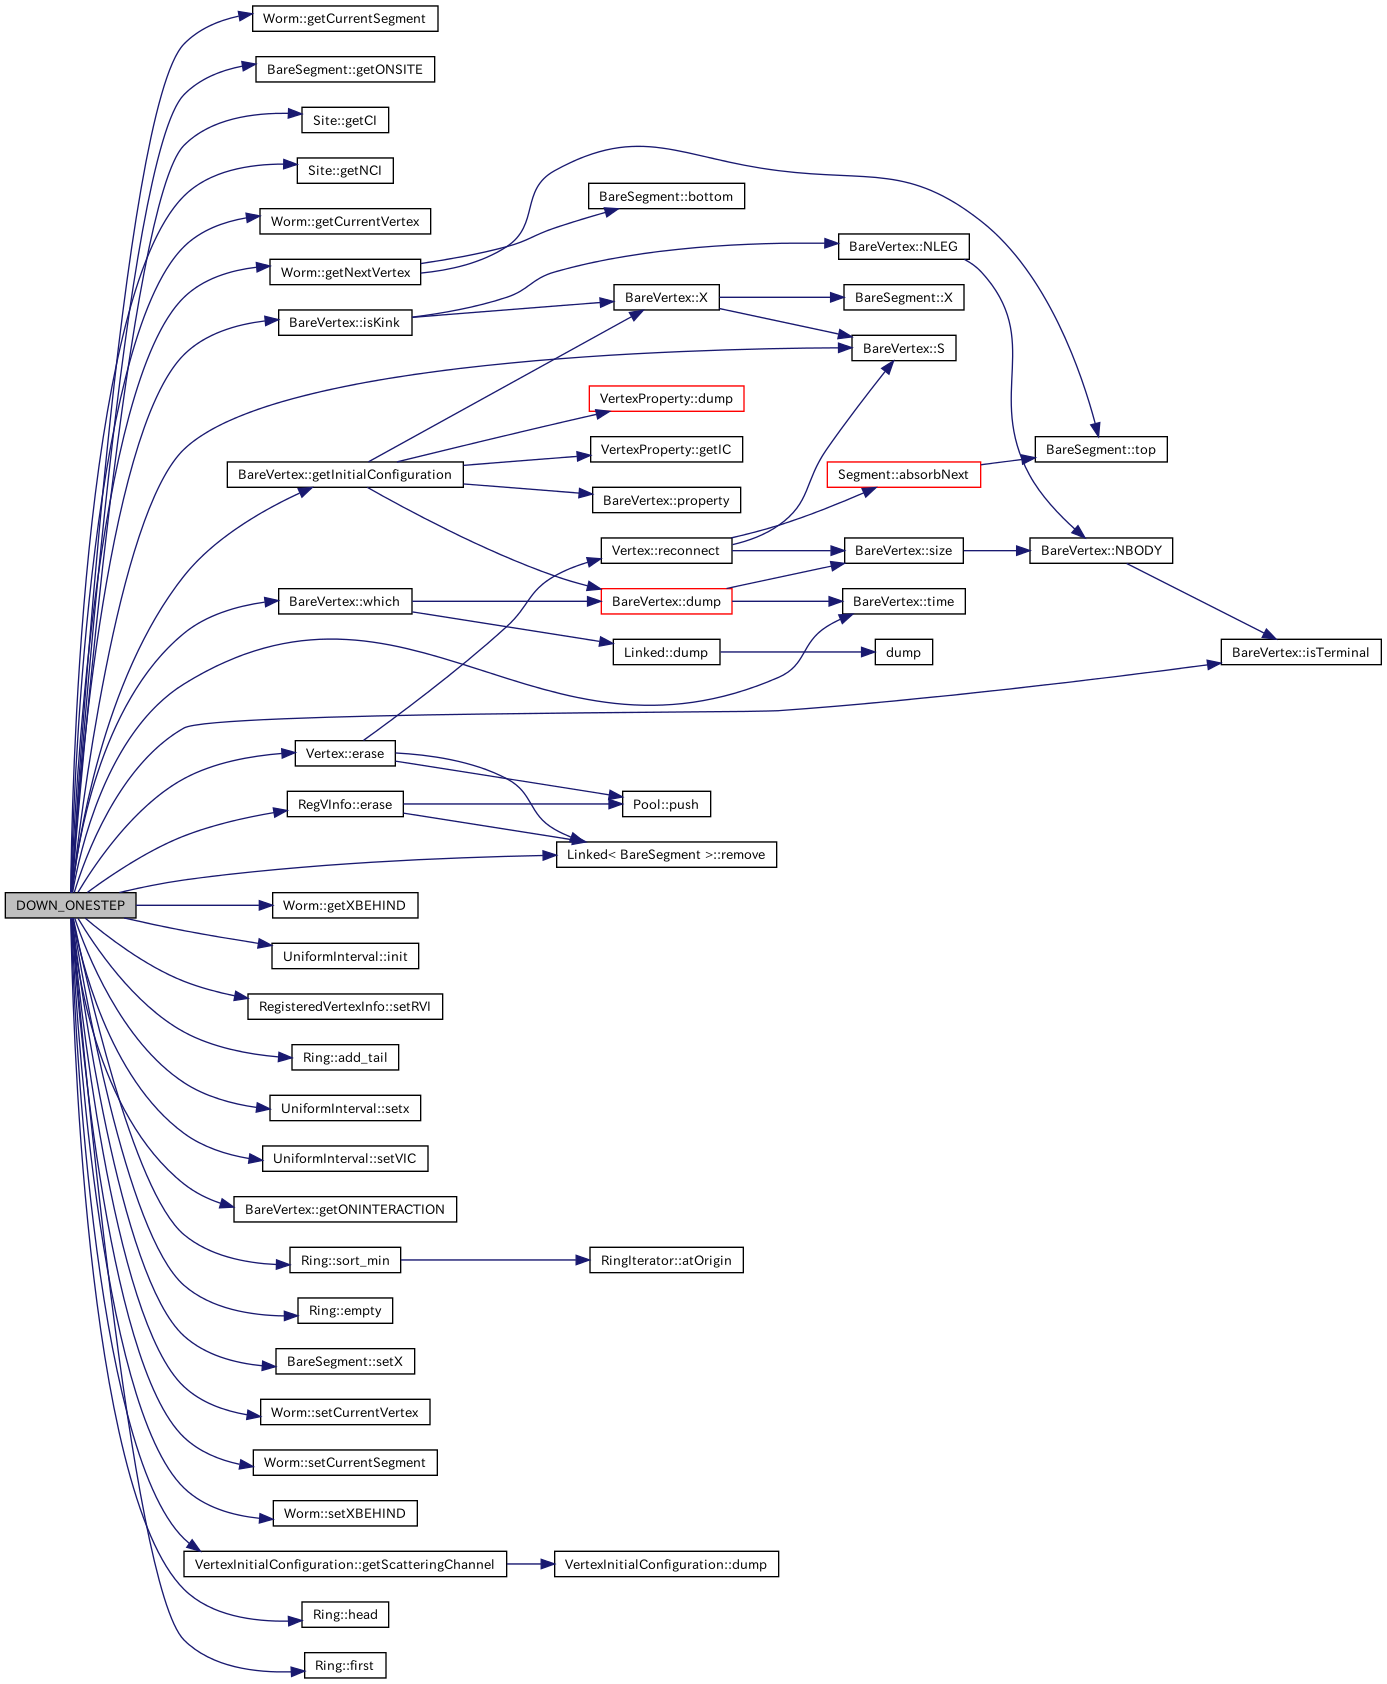 Worm::getCurrentSegment
BareSegment::getONSITE
Site::getCI
Site::getNCI
BareSegment::bottom
Worm::getCurrentVertex
BareVertex::NLEG
Worm::getNextVertex
BareVertex::X
BareSegment::X
BareVertex::isKink
BareVertex::S
VertexProperty::dump
VertexProperty::getIC
BareSegment::top
BareVertex::getInitialConfiguration
Segment::absorbNext
BareVertex::property
Vertex::reconnect
BareVertex::size
BareVertex::NBODY
BareVertex::which
BareVertex::dump
BareVertex::time
Linked::dump
dump
BareVertex::isTerminal
Vertex::erase
RegVInfo::erase
Pool::push
Linked< BareSegment >::remove
DOWN_ONESTEP
Worm::getXBEHIND
UniformInterval::init
RegisteredVertexInfo::setRVI
Ring::add_tail
UniformInterval::setx
UniformInterval::setVIC
BareVertex::getONINTERACTION
Ring::sort_min
RingIterator::atOrigin
Ring::empty
BareSegment::setX
Worm::setCurrentVertex
Worm::setCurrentSegment
Worm::setXBEHIND
VertexInitialConfiguration::getScatteringChannel
VertexInitialConfiguration::dump
Ring::head
Ring::first